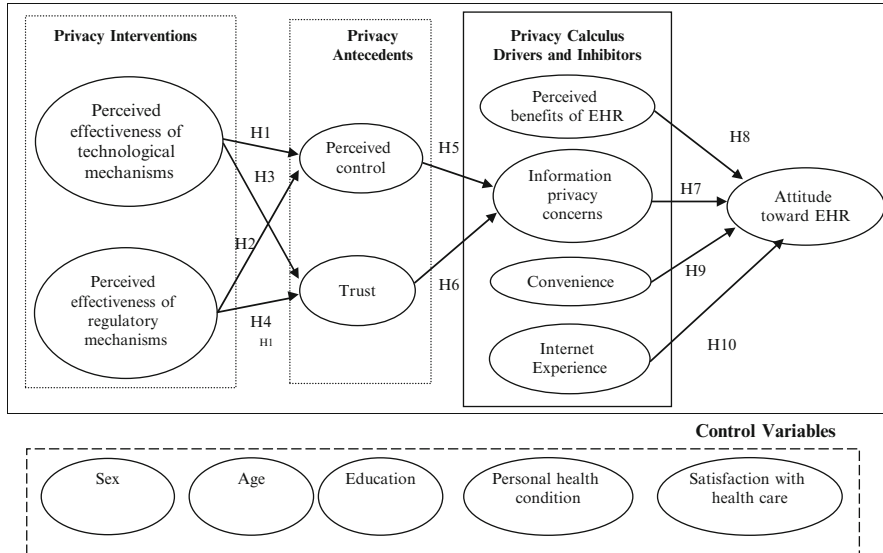 Privacy Interventions
Privacy
Antecedents
Privacy Calculus
Drivers and Inhibitors
Perceived
effectiveness of
technological
mechanisms
Perceived
effectiveness of
regulatory
mechanisms
H1
H3
H2
H4
H1
Perceived
control
Trust
H5
H6
Perceived
benefits of EHR
Information
privacy
concerns
Convenience
Internet
Experience
H8
H7
H9
H10
Attitude
toward EHR
Control Variables
Sex
Age
Education
Personal health
condition
Satisfaction with
health care